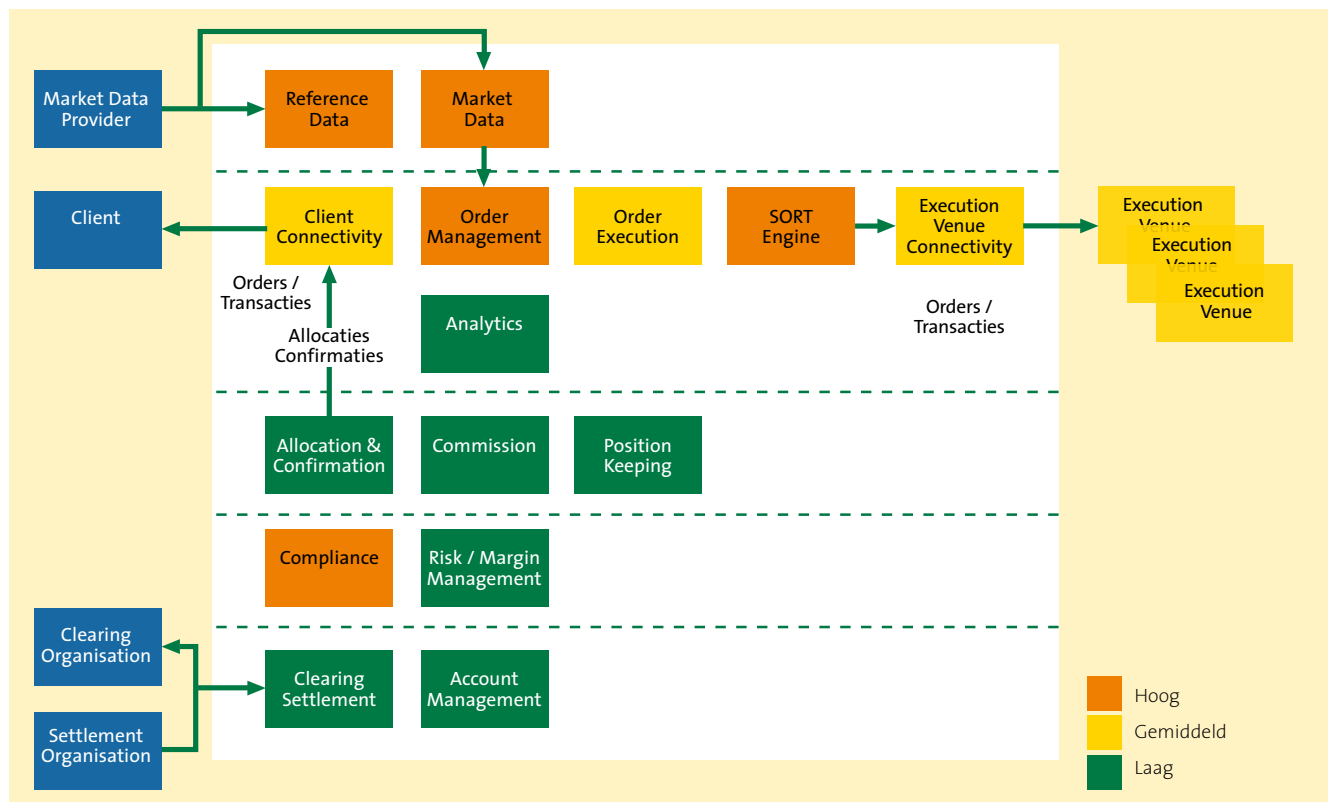 Market Data
Provider
Reference
Data
Market
Data
Client
Client
Connectivity
Order
Management
Order
Execution
SORT
Engine
Execution
Venue
Connectivity
Execution
Venue
Execution
Venue
Execution
Venue
Orders /
Transacties
Allocaties
Confirmaties
Analytics
Orders /
Transacties
Allocation &
Confirmation
Commission
Position
Keeping
Compliance
Risk / Margin
Management
Clearing
Organisation
Settlement
Organisation
Clearing
Settlement
Account
Management
Hoog
Gemiddeld
Laag